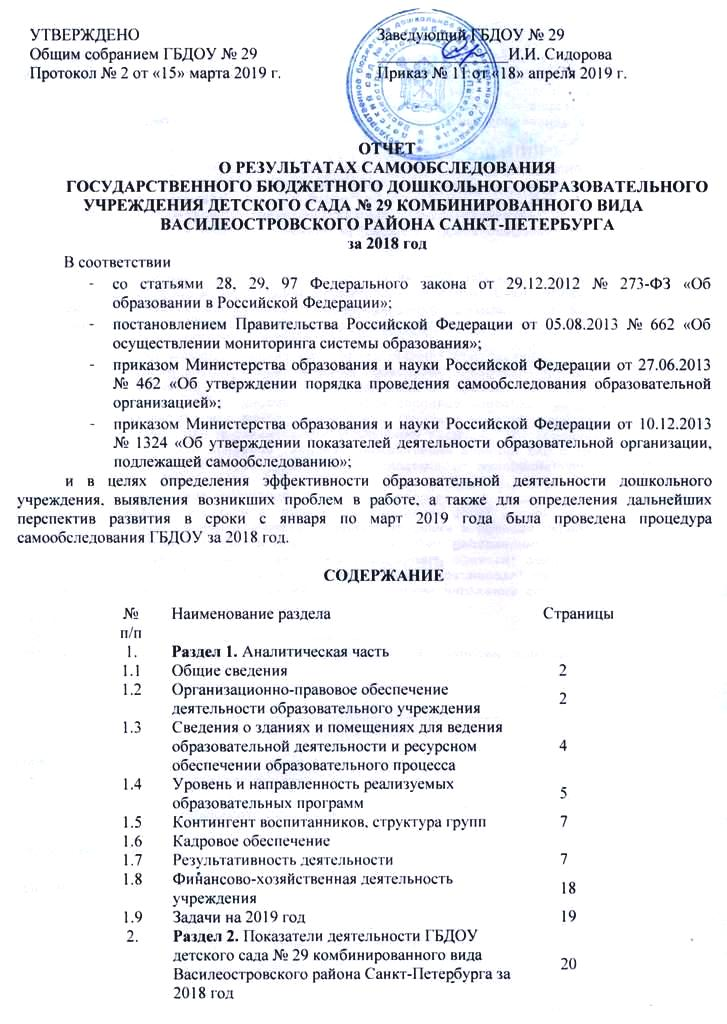 УТВЕРЖДЕНО
Общим собранием ГБДОУ № 29
Протокол № 2 от «15» марта 2019 г.
Заведующий ГБДОУ № 29
И.И. Сидорова
Приказ № 11 от «18» апреля 2019 г.
ОТЧЕТ
О РЕЗУЛЬТАТАХ САМООБСЛЕДОВАНИЯ
ГОСУДАРСТВЕННОГО БЮДЖЕТНОГО ДОШКОЛЬНОГООБРАЗОВАТЕЛЬНОГО
УЧРЕЖДЕНИЯ ДЕТСКОГО САДА № 29 КОМБИНИРОВАННОГО ВИДА
ВАСИЛЕОСТРОВСКОГО РАЙОНА САНКТ-ПЕТЕРБУРГА
за 2018 год
В соответствии
- со статьями 28, 29, 97 Федерального закона от 29.12.2012 № 273-ФЗ «Об
образовании в Российской Федерации»;
- постановлением Правительства Российской Федерации от 05.08.2013 № 662 «Об
осуществлении мониторинга системы образования»;
- приказом Министерства образования и науки Российской Федерации от 27.06.2013
№ 462 «Об утверждении порядка проведения самообследования образовательной
организацией»;
- приказом Министерства образования и науки Российской Федерации от 10.12.2013
№ 1324 «Об утверждении показателей деятельности образовательной организации,
подлежащей самообследованию»;
и в целях определения эффективности образовательной деятельности дошкольного
учреждения, выявления возникших проблем в работе, а также для определения дальнейших
перспектив развития в сроки с января по март 2019 года была проведена процедура
самообследования ГБДОУ за 2018 год.
СОДЕРЖАНИЕ
№ Наименование раздела Страницы
п/п
1. Раздел 1. Аналитическая часть
1.1 Общие сведения 2
1.2 Организационно-правовое обеспечение
деятельности образовательного учреждения 2
1.3 Сведения о зданиях и помещениях для ведения
образовательной деятельности и ресурсном 4
обеспечении образовательного процесса
1.4 Уровень и направленность реализуемых
образовательных программ 5
1.5 Контингент воспитанников, структура групп 7
1.6 Кадровое обеспечение
1.7 Результативность деятельности 7
1.8 Финансово-хозяйственная деятельность
учреждения 18
1.9 Задачи на 2019 год 19
2. Раздел 2. Показатели деятельности ГБДОУ
детского сада № 29 комбинированного вида
Василеостровского района Санкт-Петербурга за 20
2018 год